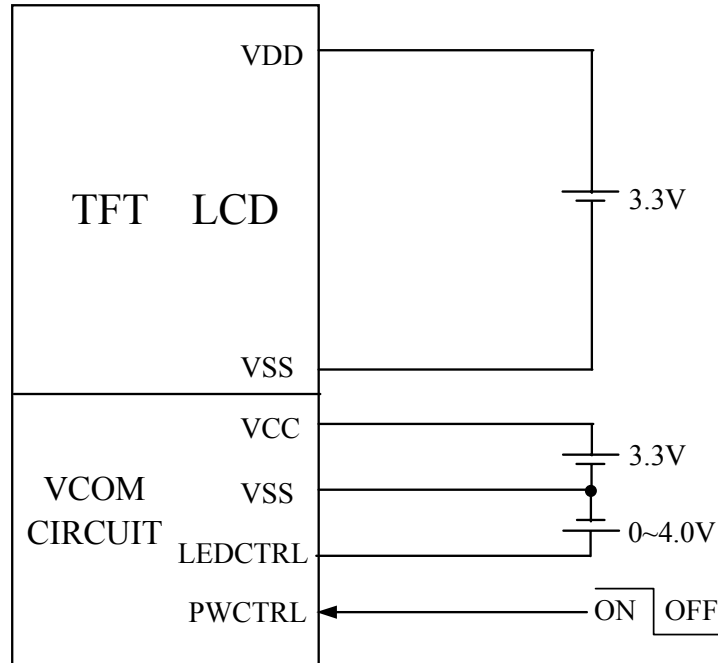 VDD
TFT LCD
3.3V
VSS
VCC
3.3V
VCOM
CIRCUIT
VSS
0~4.0V
LEDCTRL
PWCTRL
ON OFF